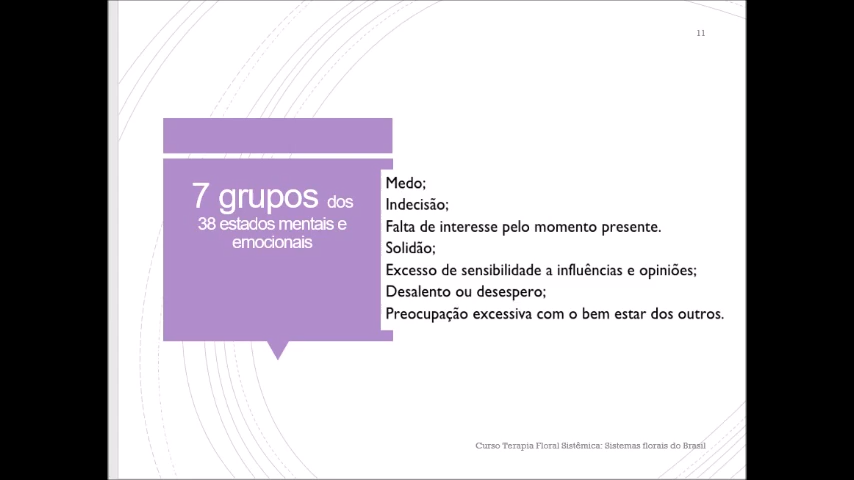 11
7 grupos dos
38 estados mentais e
emocionais
Medo;
Indecisão;
Falta de interesse pelo momento presente.
Solidão;
Excesso de sensibilidade a influências e opiniões;
Desalento ou desespero;
Preocupação excessiva com o bem estar dos outros.
Curso Terapia Floral Sistêmica: Sistemas florais do Brasil